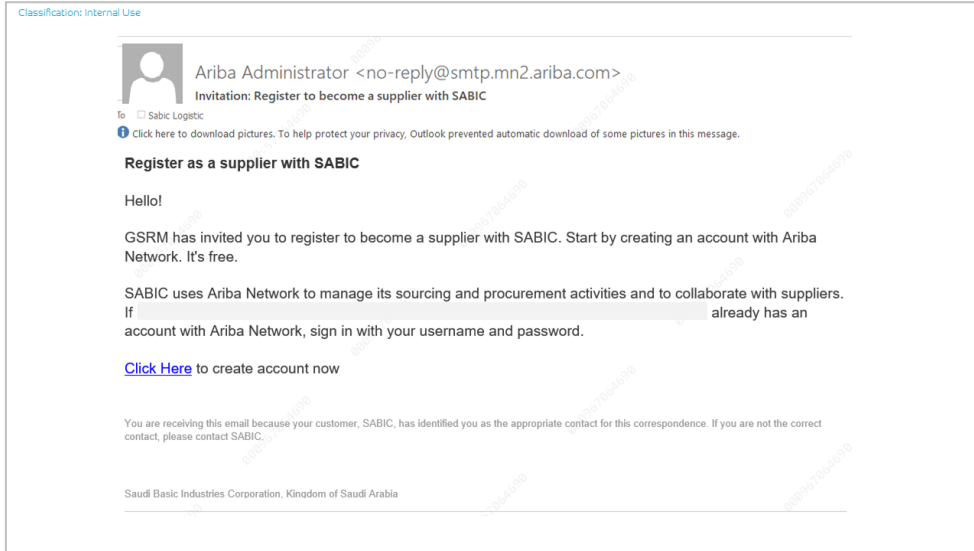 Classification: Internal Use
Ariba Administrator <no-reply@smtp.mn2.ariba.com>
Invitation: Register to become a supplier with SABIC
To Sabic Logistic
Click here to download pictures. To help protect your privacy, Outlook prevented automatic download of some pictures in this message.
Register as a supplier with SABIC
Hello!
GSRM has invited you to register to become a supplier with SABIC. Start by creating an account with Ariba
Network. It's free.
SABIC uses Ariba Network to manage its sourcing and procurement activities and to collaborate with suppliers.
If already has an
account with Ariba Network, sign in with your username and password.
Click Here to create account now
You are receiving this email because your customer, SABIC, has identified you as the appropriate contact for this correspondence. If you are not the correct
contact, please contact SABIC.
Saudi Basic Industries Corporation, Kingdom of Saudi Arabia